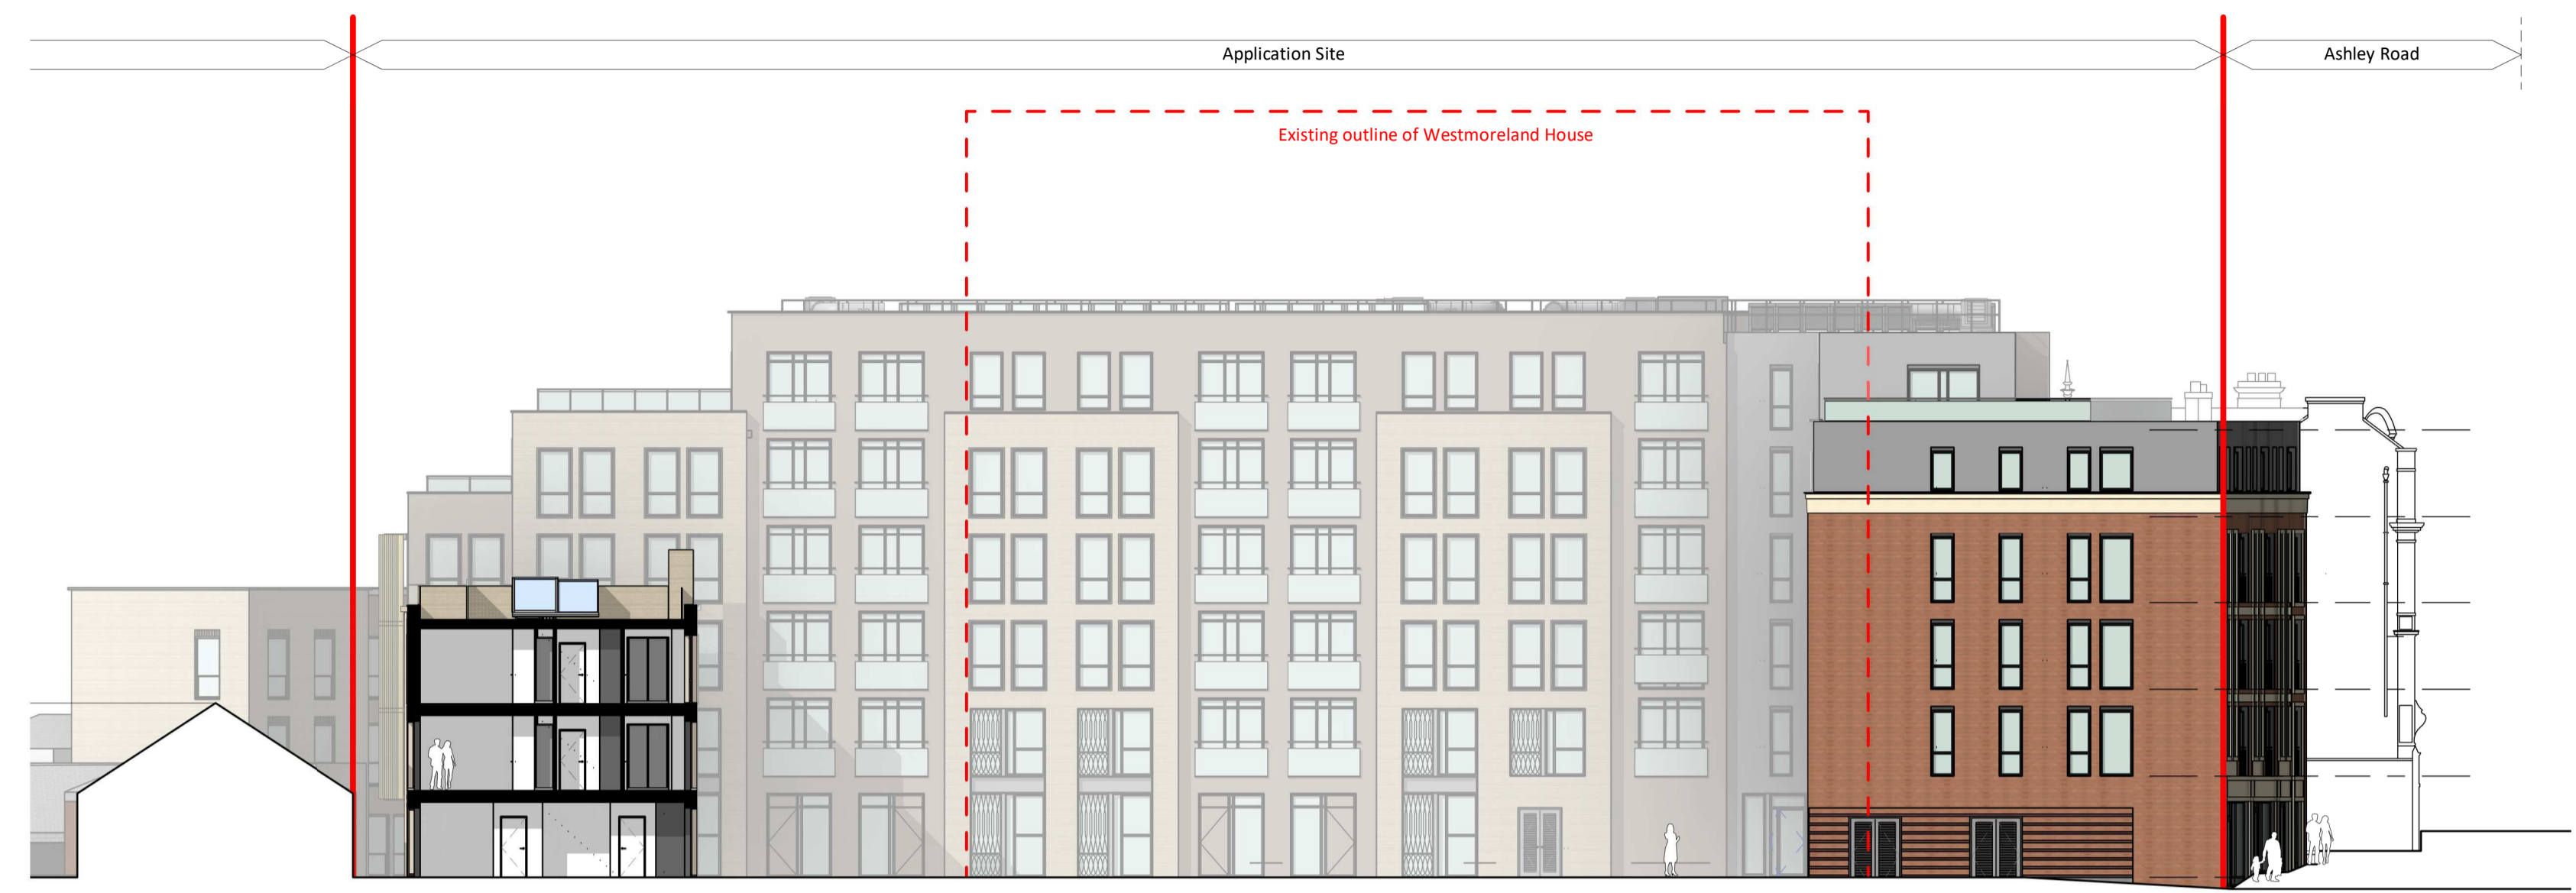 Application Site
Ashley Road
Existing outline of Westmoreland House